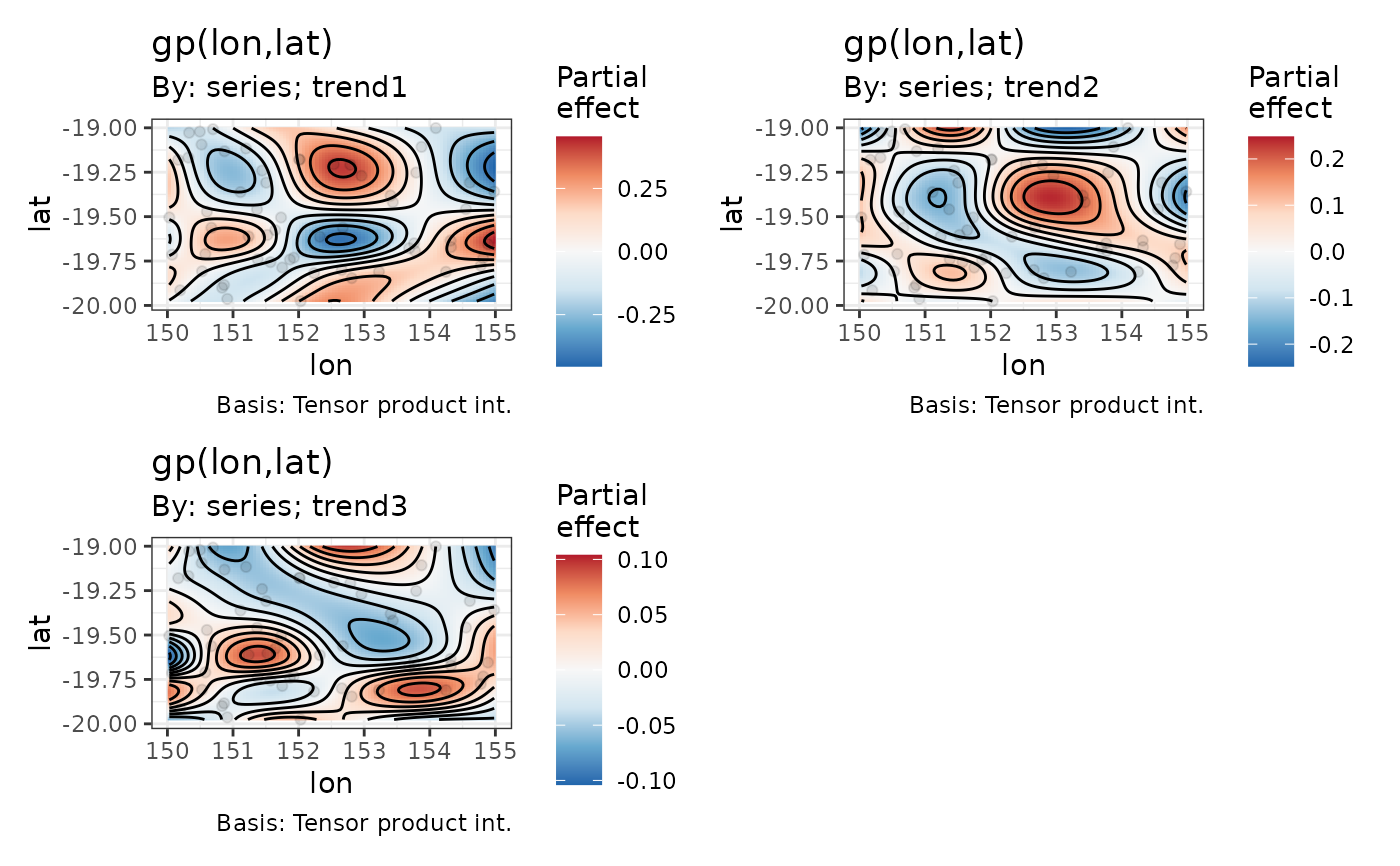 gp(lon,lat)
By: series; trend1
Partial
effect
0.25
0.00
-0.25
-19.00
-19.25
-19.50
-19.75
-20.00
lat
150 151 152 153 154 155
lon
Basis: Tensor product int.
gp(lon,lat)
By: series; trend2
Partial
effect
0.2
0.1
0.0
-0.1
-0.2
-19.00
-19.25
-19.50
-19.75
-20.00
lat
150 151 152 153 154 155
lon
Basis: Tensor product int.
gp(lon,lat)
By: series; trend3
Partial
effect
0.10
0.05
0.00
-0.05
-0.10
-19.00
-19.25
-19.50
-19.75
-20.00
lat
150 151 152 153 154 155
lon
Basis: Tensor product int.